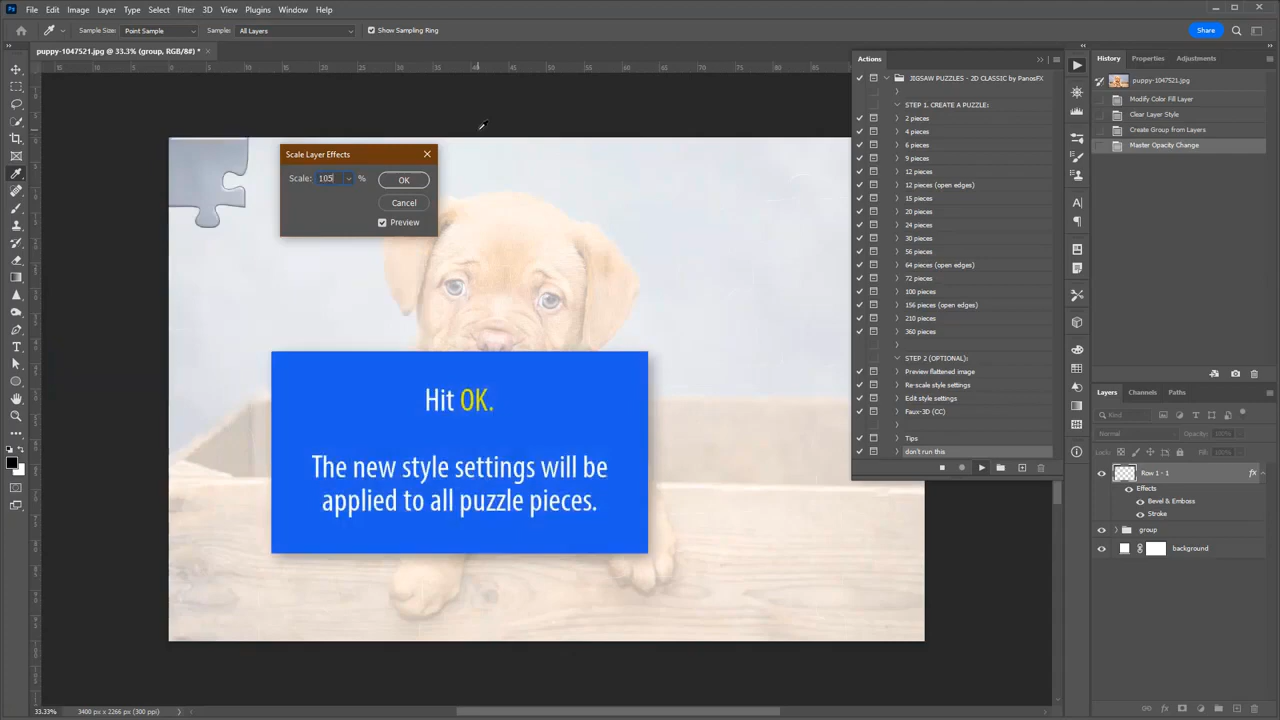 Ps File Edit Image Layer Type Select Filter 3D View Plugins Window Help
Sample Size: Point Sample Sample: All Layers Show Sampling Ring Share
puppy-1047521.jpg @ 33.3% (group, RGB/8#) * ×
Scale Layer Effects
Scale: 105 % OK
Cancel
Preview
Hit OK.
The new style settings will be
applied to all puzzle pieces.
Actions
JIGSAW PUZZLES - 2D CLASSIC by PanosFX
STEP 1. CREATE A PUZZLE:
2 pieces
4 pieces
6 pieces
9 pieces
12 pieces
12 pieces (open edges)
15 pieces
20 pieces
24 pieces
30 pieces
56 pieces
64 pieces (open edges)
72 pieces
100 pieces
156 pieces (open edges)
210 pieces
360 pieces
STEP 2 (OPTIONAL):
Preview flattened image
Re-scale style settings
Edit style settings
Faux-3D (CC)
Tips
don't run this
History Properties Adjustments
puppy-1047521.jpg
Modify Color Fill Layer
Clear Layer Style
Create Group from Layers
Master Opacity Change
Layers Channels Paths
Kind
Normal Opacity: 100%
Lock: Fill: 100%
Row 1 - 1 fx
Effects
Bevel & Emboss
Stroke
group
background
33.33% 3400 px x 2266 px (300 ppi)